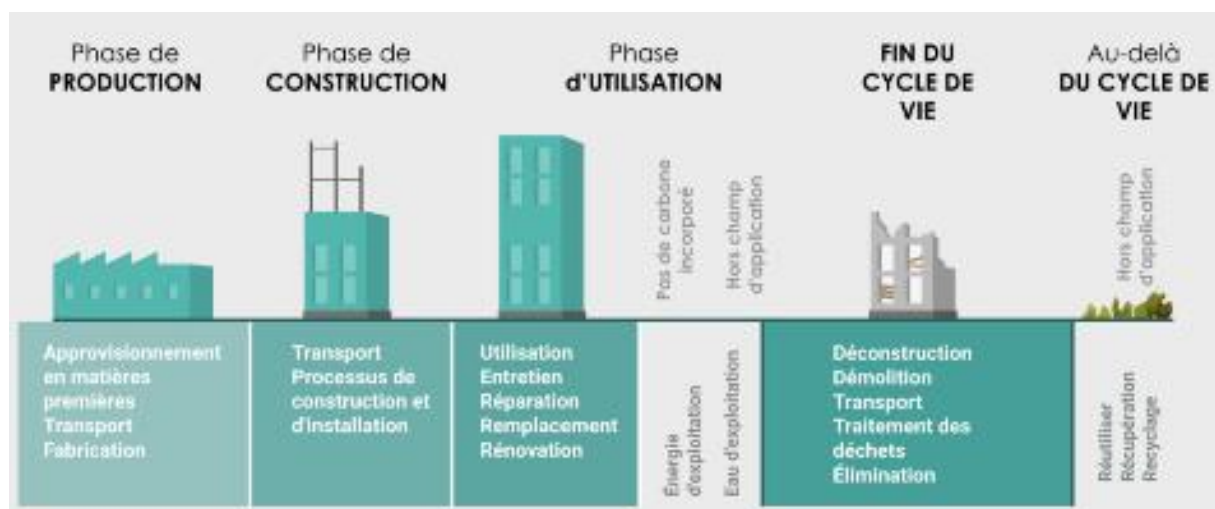 Phase de
PRODUCTION
Phase de
CONSTRUCTION
Phase
d'UTILISATION
FIN DU
CYCLE DE
VIE
Au-delà
DU CYCLE DE
VIE
Pas de carbone
incorporé
Hors champ
d'application
Hors champ
d'application
Approvisionnement
en matières
premières
Transport
Fabrication
Transport
Processus de
construction et
d'installation
Utilisation
Entretien
Réparation
Remplacement
Rénovation
Énergie
d'exploitation
Eau d'exploitation
Déconstruction
Démolition
Transport
Traitement des
déchets
Élimination
Réutiliser
Récupération
Recyclage